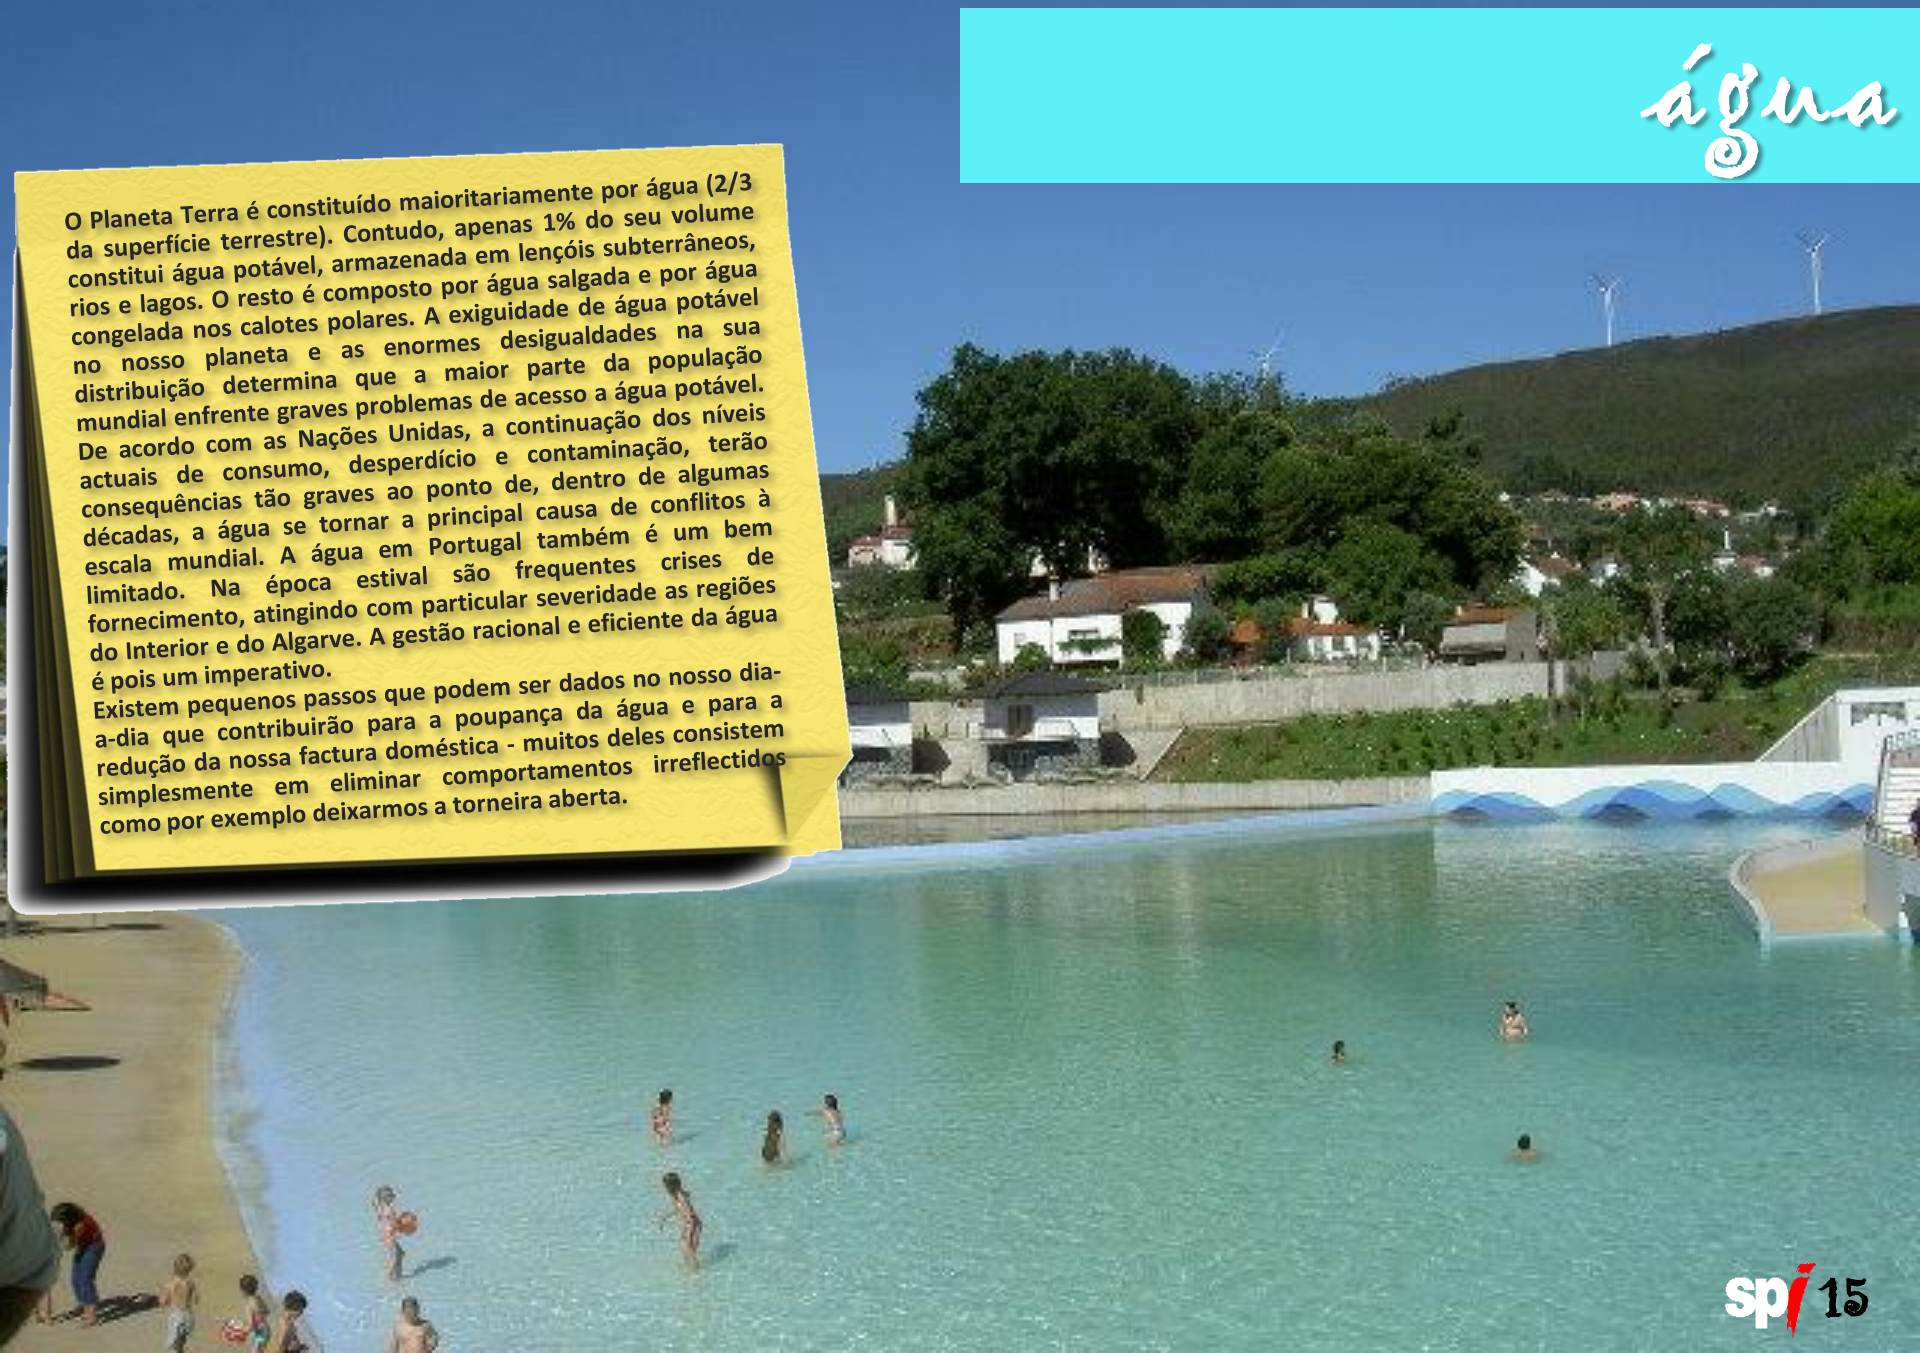 água
O Planeta Terra é constituído maioritariamente por água (2/3
da superfície terrestre). Contudo, apenas 1% do seu volume
constitui água potável, armazenada em lençóis subterrâneos,
rios e lagos. O resto é composto por água salgada e por água
congelada nos calotes polares. A exiguidade de água potável
no nosso planeta e as enormes desigualdades na sua
distribuição determina que a maior parte da população
mundial enfrente graves problemas de acesso a água potável.
De acordo com as Nações Unidas, a continuação dos níveis
actuais de consumo, desperdício e contaminação, terão
consequências tão graves ao ponto de, dentro de algumas
décadas, a água se tornar a principal causa de conflitos à
escala mundial. A água em Portugal também é um bem
limitado. Na época estival são frequentes crises de
fornecimento, atingindo com particular severidade as regiões
do Interior e do Algarve. A gestão racional e eficiente da água
é pois um imperativo.
Existem pequenos passos que podem ser dados no nosso dia-
a-dia que contribuirão para a poupança da água e para a
redução da nossa factura doméstica - muitos deles consistem
simplesmente em eliminar comportamentos irreflectidos
como por exemplo deixarmos a torneira aberta.
spi 15